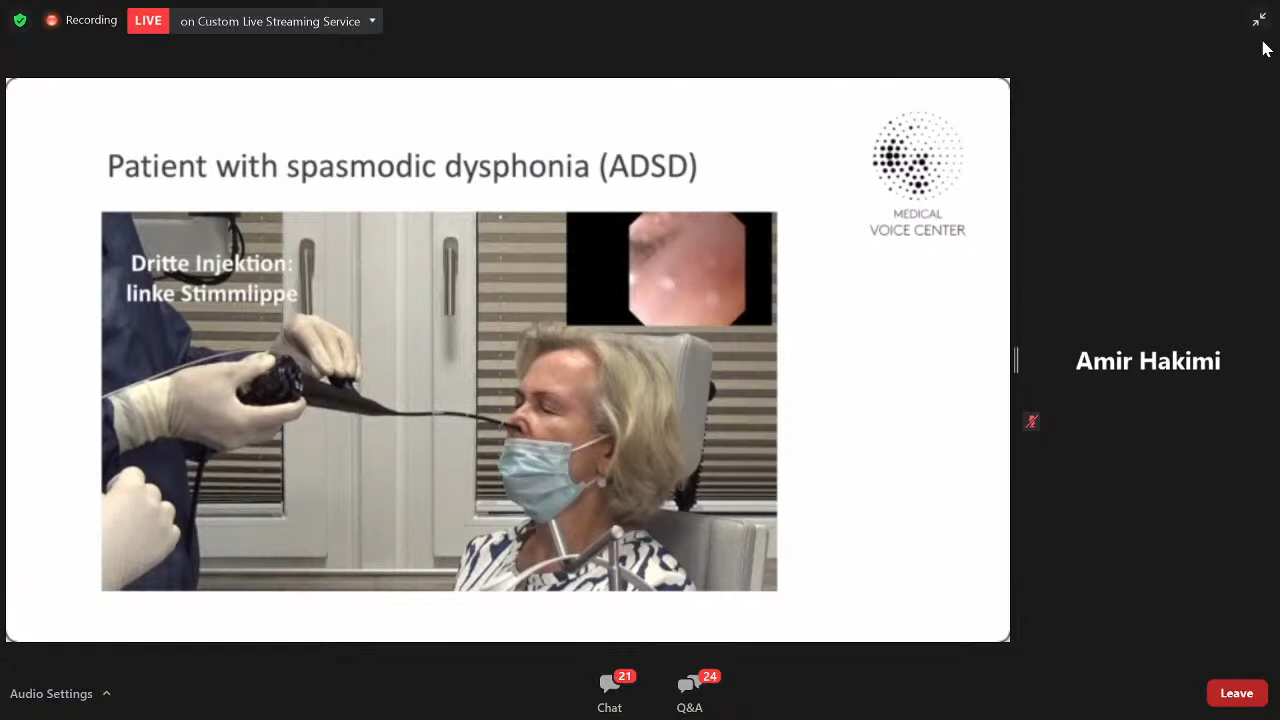 Recording
LIVE
on Custom Live Streaming Service
Patient with spasmodic dysphonia (ADSD)
MEDICAL
VOICE CENTER
Dritte Injektion:
linke Stimmlippe
Amir Hakimi
Audio Settings
21
Chat
24
Q&A
Leave